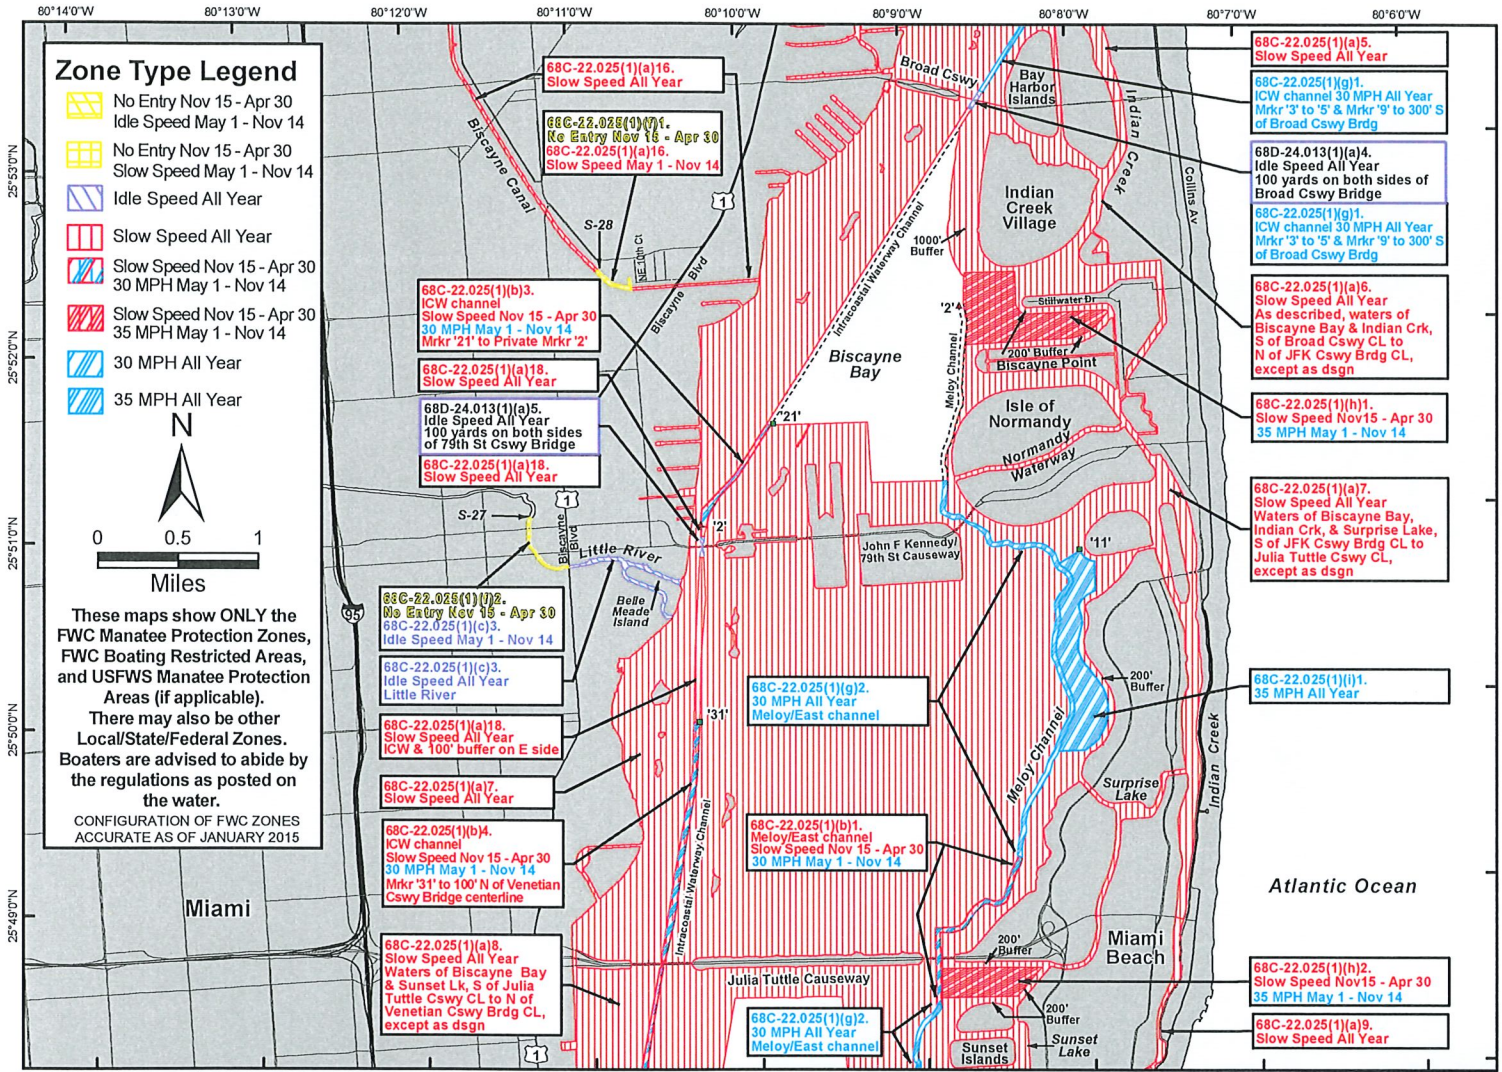 80°14'0"W
80°13'0"W
80°12'0"W
80°11'0"W
80°10'0"W
80°9'0"W
80°8'0"W
80°7'0"W
80°6'0"W
25°53'0"N
25°52'0"N
25°51'0"N
25°50'0"N
25°49'0"N
Zone Type Legend
No Entry Nov 15 - Apr 30
Idle Speed May 1 - Nov 14
No Entry Nov 15 - Apr 30
Slow Speed May 1 - Nov 14
Idle Speed All Year
Slow Speed All Year
Slow Speed Nov 15 - Apr 30
30 MPH May 1 - Nov 14
Slow Speed Nov 15 - Apr 30
35 MPH May 1 - Nov 14
30 MPH All Year
35 MPH All Year
N
0 0.5 1
Miles
These maps show ONLY the
FWC Manatee Protection Zones,
FWC Boating Restricted Areas,
and USFWS Manatee Protection
Areas (if applicable).
There may also be other
Local/State/Federal Zones.
Boaters are advised to abide by
the regulations as posted on
the water.
CONFIGURATION OF FWC ZONES
ACCURATE AS OF JANUARY 2015
68C-22.025(1)(a)16.
Slow Speed All Year
68C-22.025(1)(f)1.
No Entry Nov 15 - Apr 30
68C-22.025(1)(a)16.
Slow Speed May 1 - Nov 14
68C-22.025(1)(b)3.
ICW channel
Slow Speed Nov 15 - Apr 30
30 MPH May 1 - Nov 14
Mrkr '21' to Private Mrkr '2'
68C-22.025(1)(a)18.
Slow Speed All Year
68D-24.013(1)(a)5.
Idle Speed All Year
100 yards on both sides
of 79th St Cswy Bridge
68C-22.025(1)(a)18.
Slow Speed All Year
68C-22.025(1)(f)2.
No Entry Nov 15 - Apr 30
68C-22.025(1)(c)3.
Idle Speed May 1 - Nov 14
68C-22.025(1)(c)3.
Idle Speed All Year
Little River
68C-22.025(1)(a)18.
Slow Speed All Year
ICW & 100' buffer on E side
68C-22.025(1)(a)7.
Slow Speed All Year
68C-22.025(1)(b)4.
ICW channel
Slow Speed Nov 15 - Apr 30
30 MPH May 1 - Nov 14
Mrkr '31' to 100' N of Venetian
Cswy Bridge centerline
68C-22.025(1)(a)8.
Slow Speed All Year
Waters of Biscayne Bay
& Sunset Lk, S of Julia
Tuttle Cswy CL to N of
Venetian Cswy Brdg CL,
except as dsgn
68C-22.025(1)(g)2.
30 MPH All Year
Meloy/East channel
68C-22.025(1)(b)1.
Meloy/East channel
Slow Speed Nov 15 - Apr 30
30 MPH May 1 - Nov 14
68C-22.025(1)(g)2.
30 MPH All Year
Meloy/East channel
68C-22.025(1)(a)5.
Slow Speed All Year
68C-22.025(1)(g)1.
ICW channel 30 MPH All Year
Mrkr '3' to '5' & Mrkr '9' to 300' S
of Broad Cswy Brdg
68D-24.013(1)(a)4.
Idle Speed All Year
100 yards on both sides of
Broad Cswy Bridge
68C-22.025(1)(g)1.
ICW channel 30 MPH All Year
Mrkr '3' to '5' & Mrkr '9' to 300' S
of Broad Cswy Brdg
68C-22.025(1)(a)6.
Slow Speed All Year
As described, waters of
Biscayne Bay & Indian Crk,
S of Broad Cswy CL to
N of JFK Cswy Brdg CL,
except as dsgn
68C-22.025(1)(h)1.
Slow Speed Nov15 - Apr 30
35 MPH May 1 - Nov 14
68C-22.025(1)(a)7.
Slow Speed All Year
Waters of Biscayne Bay,
Indian Crk, & Surprise Lake,
S of JFK Cswy Brdg CL to
Julia Tuttle Cswy CL,
except as dsgn
68C-22.025(1)(i)1.
35 MPH All Year
68C-22.025(1)(h)2.
Slow Speed Nov15 - Apr 30
35 MPH May 1 - Nov 14
68C-22.025(1)(a)9.
Slow Speed All Year
Biscayne Canal
S-28
NE 10th Ct
Biscayne Blvd
1
S-27
1
Biscayne
Blvd
Little River
Belle
Meade
Island
95
Miami
1
Broad Cswy
Bay
Harbor
Islands
Indian Creek
Collins Av
Indian
Creek
Village
1000'
Buffer
Intracoastal Waterway Channel
'2'
Stillwater Dr
200' Buffer
Biscayne Point
Biscayne
Bay
Meloy Channel
Isle of
Normandy
Normandy
Waterway
'21'
'2'
John F Kennedy/
79th St Causeway
'11'
200'
Buffer
'31'
Meloy Channel
Surprise
Lake
Indian Creek
Intracoastal Waterway Channel
Atlantic Ocean
Miami
Beach
200'
Buffer
Julia Tuttle Causeway
200'
Buffer
Sunset
Islands
Sunset
Lake